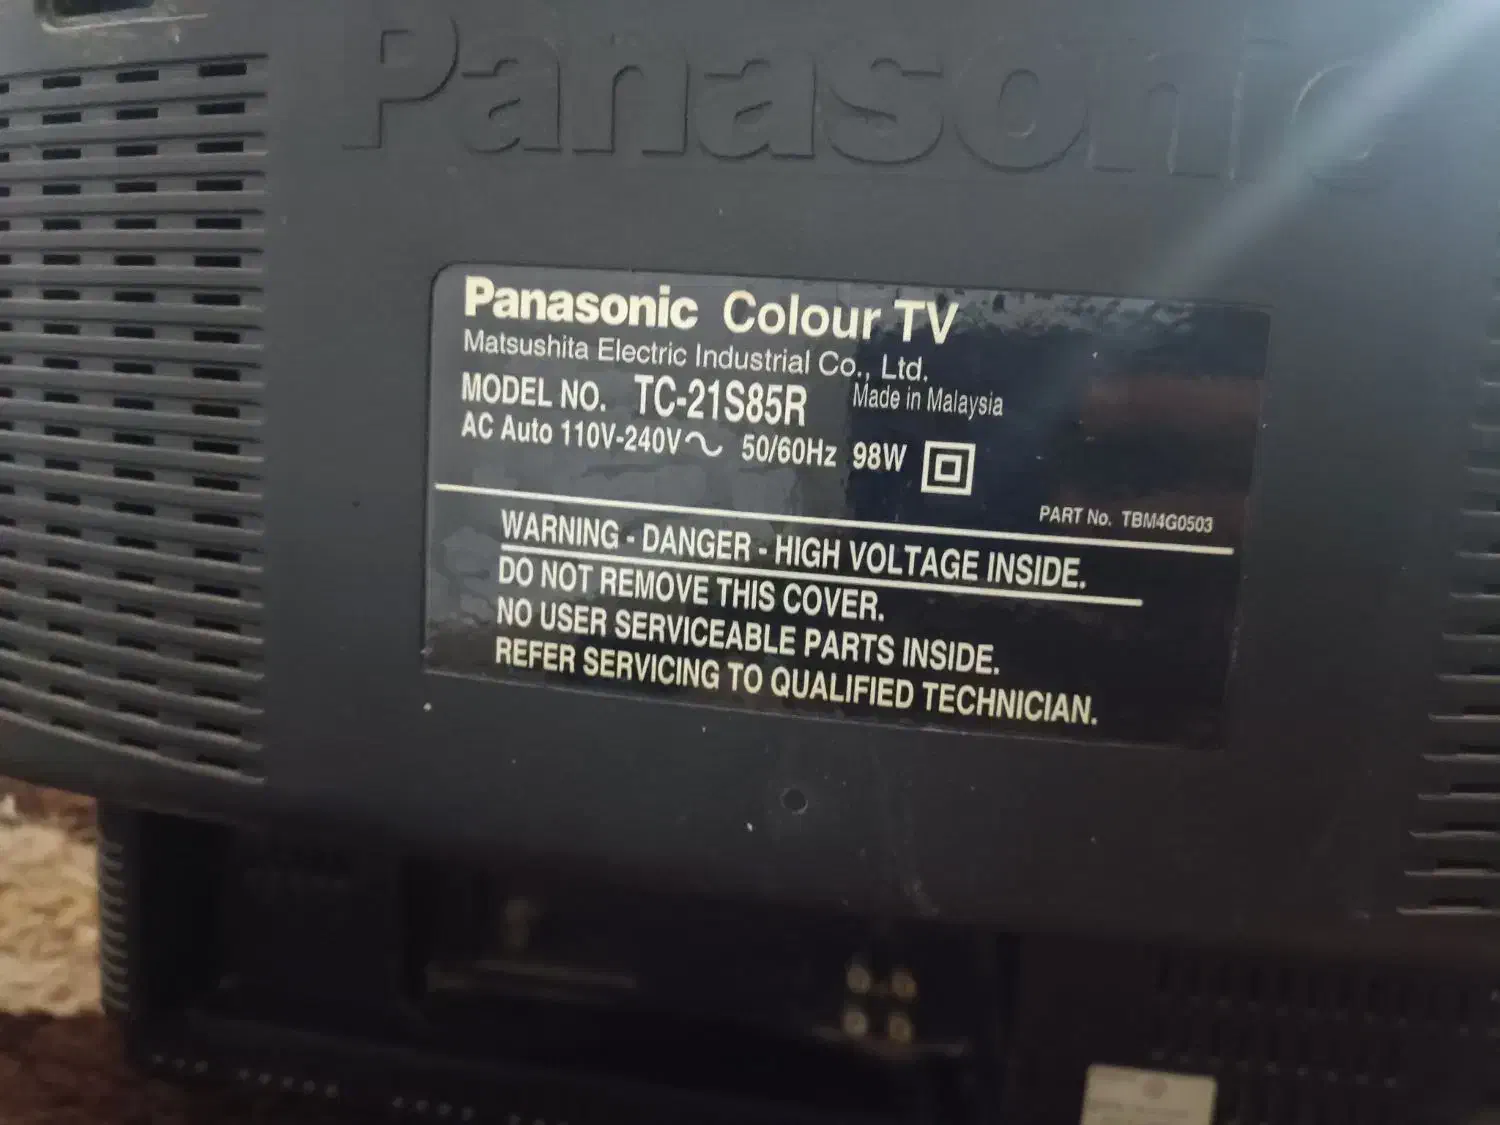 Panasonic
Panasonic Colour TV
Matsushita Electric Industrial Co., Ltd.
MODEL NO. TC-21S85R Made in Malaysia
AC Auto 110V-240V~ 50/60Hz 98W
PART No. TBM4G0503
WARNING - DANGER - HIGH VOLTAGE INSIDE.
DO NOT REMOVE THIS COVER.
NO USER SERVICEABLE PARTS INSIDE.
REFER SERVICING TO QUALIFIED TECHNICIAN.